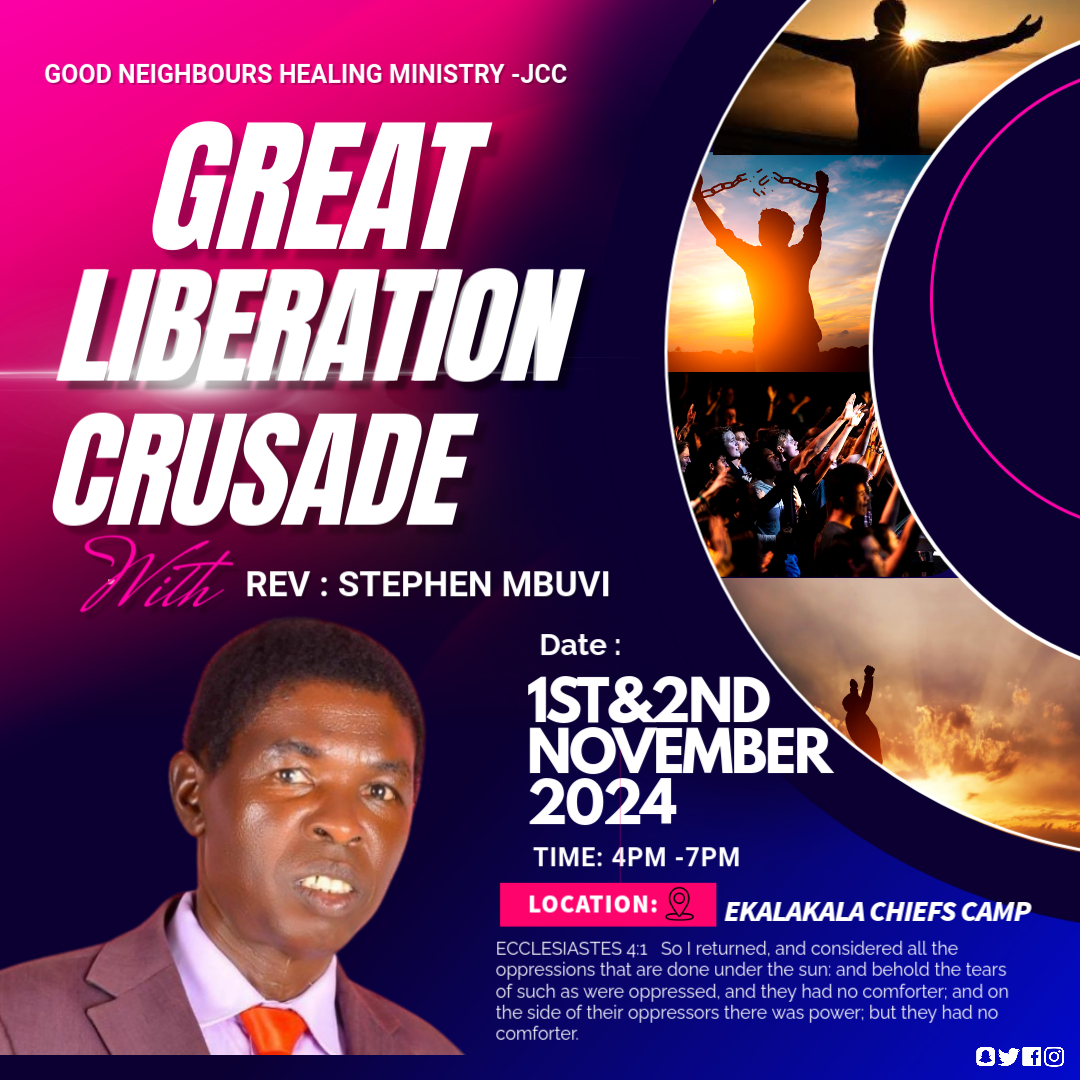 GOOD NEIGHBOURS HEALING MINISTRY -JCC
GREAT
LIBERATION
CRUSADE
With REV : STEPHEN MBUVI
Date :
1ST&2ND
NOVEMBER
2024
TIME: 4PM -7PM
LOCATION: EKALAKALA CHIEFS CAMP
ECCLESIASTES 4:1 So I returned, and considered all the
oppressions that are done under the sun: and behold the tears
of such as were oppressed, and they had no comforter; and on
the side of their oppressors there was power; but they had no
comforter.